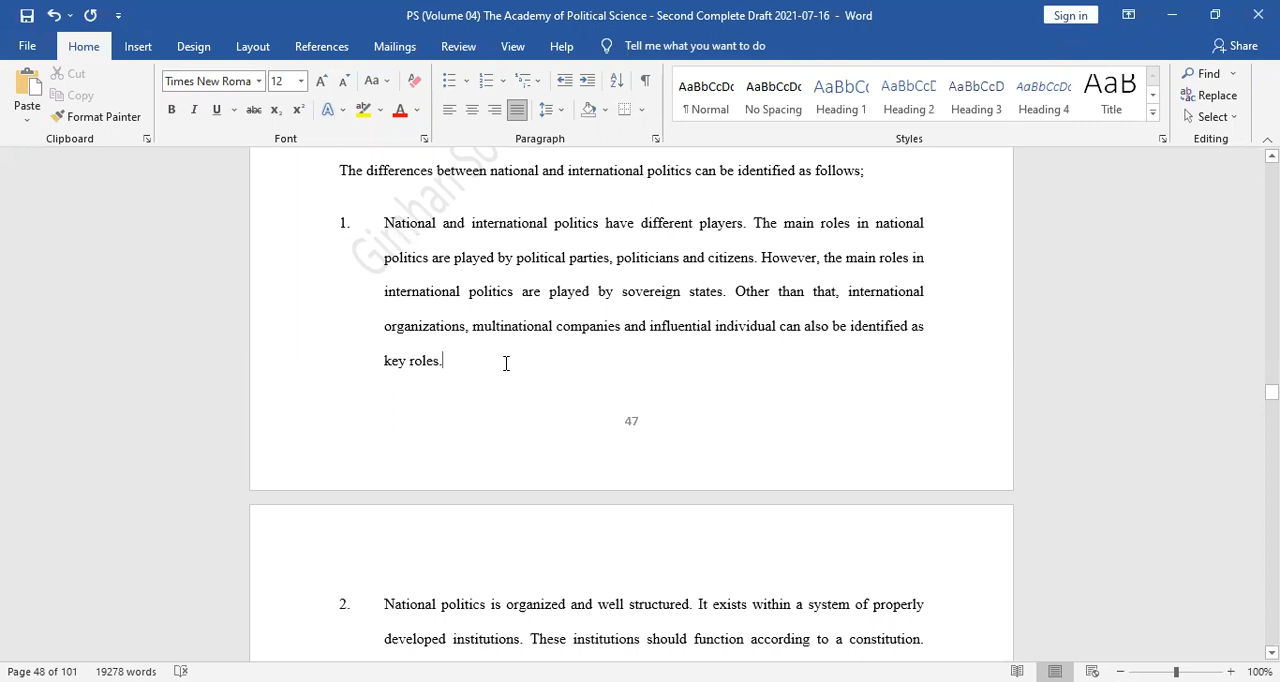 PS (Volume 04) The Academy of Political Science - Second Complete Draft 2021-07-16 - Word
Sign in
File Home Insert Design Layout References Mailings Review View Help Tell me what you want to do Share
Paste
Cut
Copy
Format Painter
Clipboard
Times New Roma 12
Font
Paragraph
AaBbCcDc AaBbCcDc AaBbC AaBbCcD AaBbCcD AaBbCcDc AaB
¶ Normal No Spacing Heading 1 Heading 2 Heading 3 Heading 4 Title
Styles
Find
Replace
Select
Editing
The differences between national and international politics can be identified as follows;
1. National and international politics have different players. The main roles in national
politics are played by political parties, politicians and citizens. However, the main roles in
international politics are played by sovereign states. Other than that, international
organizations, multinational companies and influential individual can also be identified as
key roles.
47
2. National politics is organized and well structured. It exists within a system of properly
developed institutions. These institutions should function according to a constitution.
Page 48 of 101 19278 words
100%